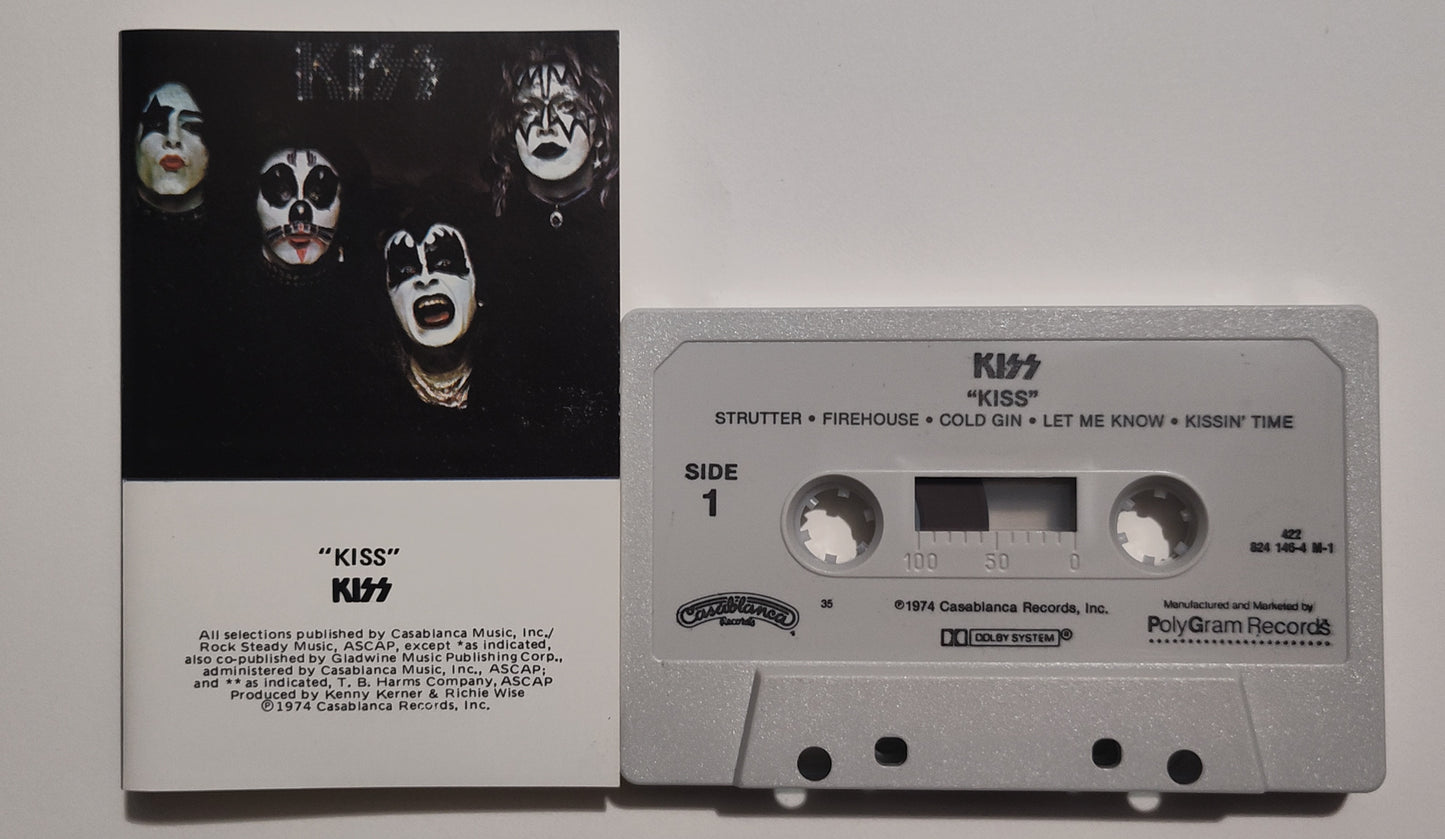 KISS
"KISS"
KISS
All selections published by Casablanca Music, Inc./
Rock Steady Music, ASCAP, except *as indicated,
also co-published by Gladwine Music Publishing Corp.,
administered by Casablanca Music, Inc., ASCAP;
and ** as indicated, T. B. Harms Company, ASCAP
Produced by Kenny Kerner & Richie Wise
℗1974 Casablanca Records, Inc.
KISS
"KISS"
STRUTTER • FIREHOUSE • COLD GIN • LET ME KNOW • KISSIN' TIME
SIDE
1
100 50 0
422
824 146-4 M-1
Casablanca
Records
35
℗1974 Casablanca Records, Inc.
DOLBY SYSTEM®
Manufactured and Marketed by
PolyGram Records